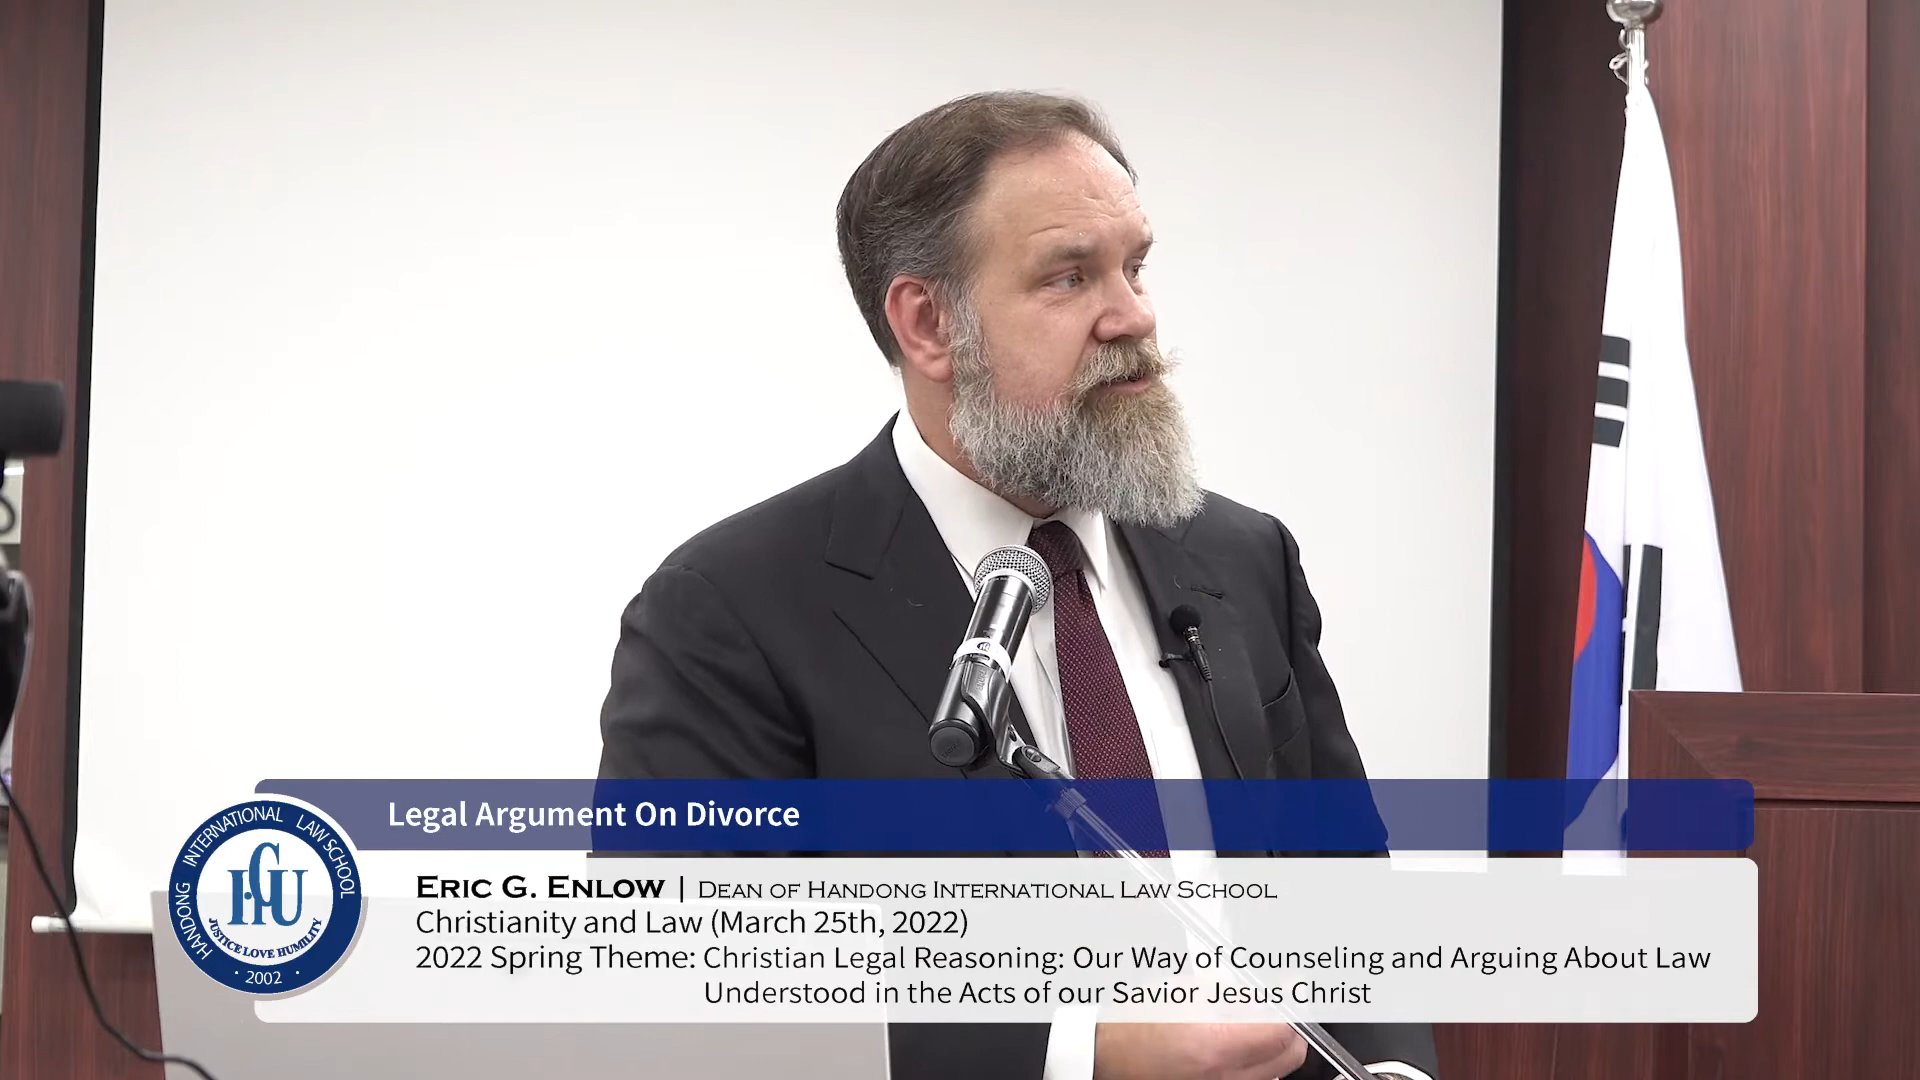 Legal Argument On Divorce
ERIC G. ENLOW | DEAN OF HANDONG INTERNATIONAL LAW SCHOOL
Christianity and Law (March 25th, 2022)
2022 Spring Theme: Christian Legal Reasoning: Our Way of Counseling and Arguing About Law
Understood in the Acts of our Savior Jesus Christ
HANDONG INTERNATIONAL LAW SCHOOL
HGU
JUSTICE LOVE HUMILITY
· 2002 ·